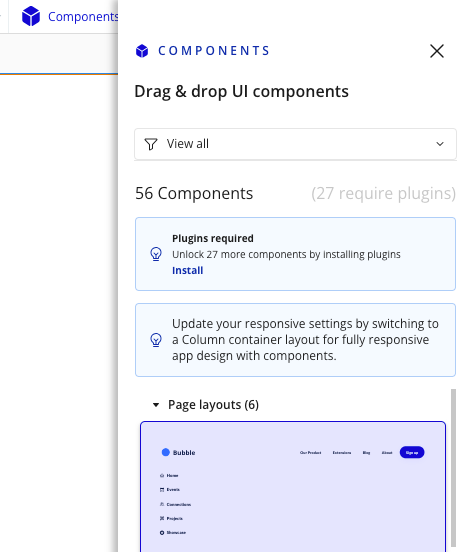 Components
COMPONENTS
Drag & drop UI components
View all
56 Components (27 require plugins)
Plugins required
Unlock 27 more components by installing plugins
Install
Update your responsive settings by switching to
a Column container layout for fully responsive
app design with components.
Page layouts (6)
Bubble Our Product Extensions Blog About Sign up
Home
Events
Connections
Projects
Showcase